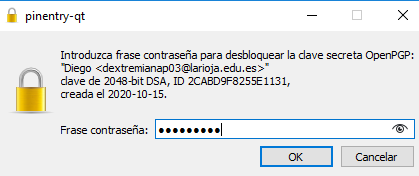 pinentry-qt
Introduzca frase contraseña para desbloquear la clave secreta OpenPGP:
"Diego <dextremianap03@larioja.edu.es>"
clave de 2048-bit DSA, ID 2CABD9F8255E1131,
creada el 2020-10-15.
Frase contraseña: ●●●●●●●●●
OK Cancelar